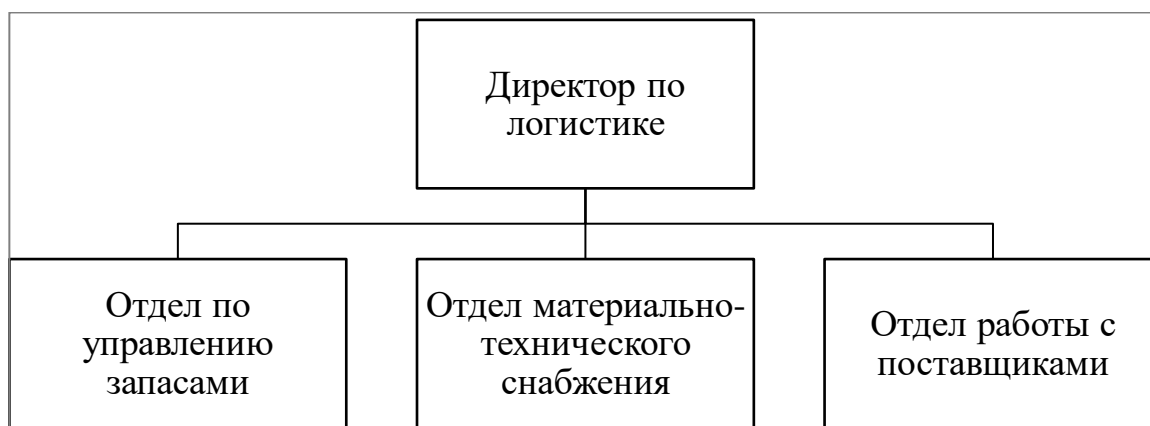 Директор по
логистике
Отдел по
управлению
запасами
Отдел материально-
технического
снабжения
Отдел работы с
поставщиками